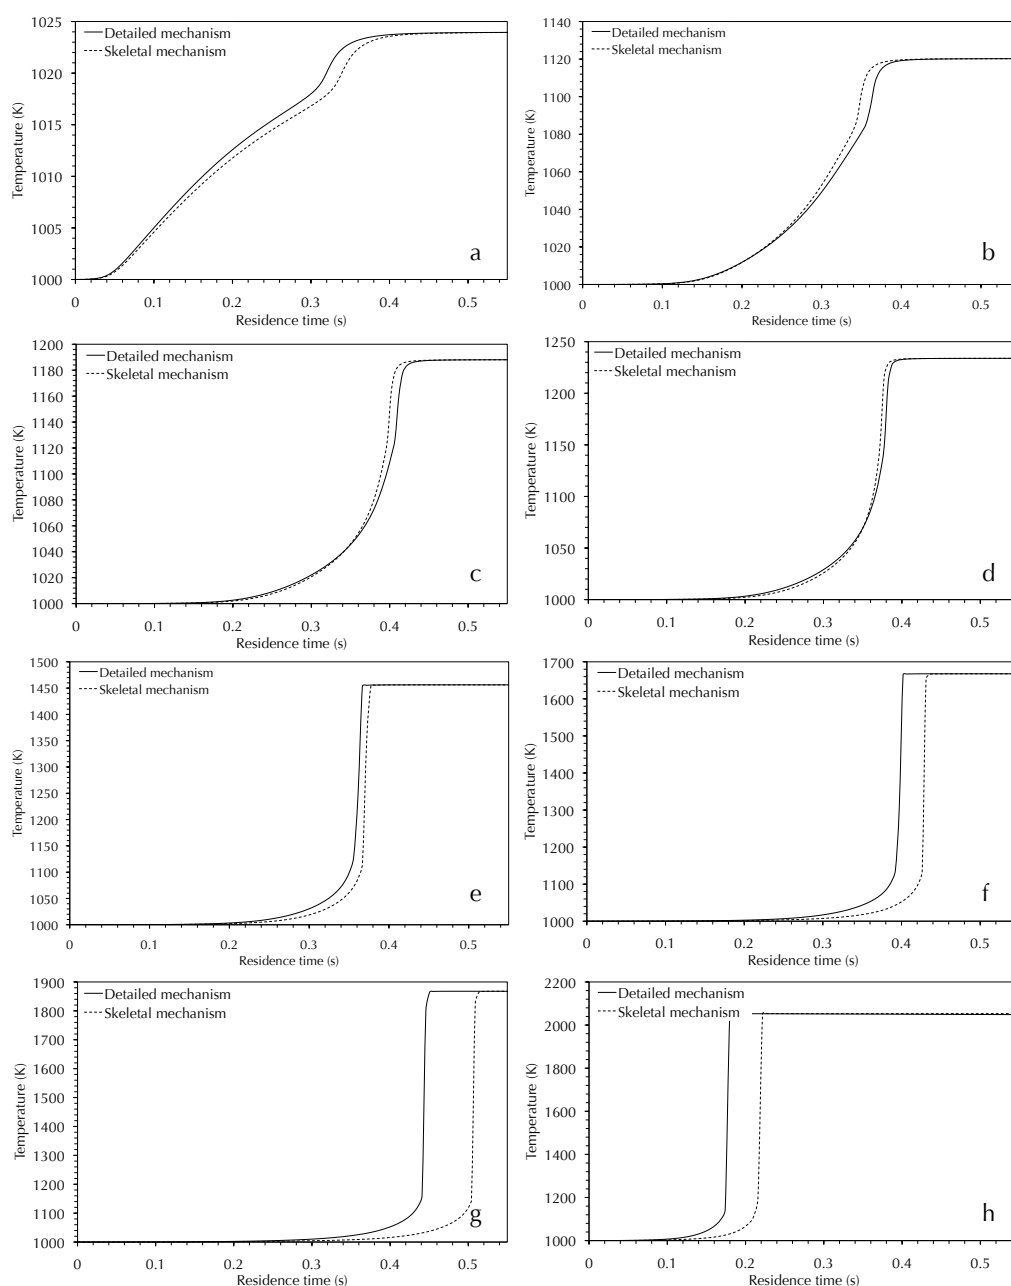 Detailed mechanism
Skeletal mechanism
1025
1020
1015
1010
1005
1000
Temperature (K)
a
0 0.1 0.2 0.3 0.4 0.5
Residence time (s)
Detailed mechanism
Skeletal mechanism
1140
1120
1100
1080
1060
1040
1020
1000
Temperature (K)
b
0 0.1 0.2 0.3 0.4 0.5
Residence time (s)
Detailed mechanism
Skeletal mechanism
1200
1180
1160
1140
1120
1100
1080
1060
1040
1020
1000
Temperature (K)
c
0 0.1 0.2 0.3 0.4 0.5
Residence time (s)
Detailed mechanism
Skeletal mechanism
1250
1200
1150
1100
1050
1000
Temperature (K)
d
0 0.1 0.2 0.3 0.4 0.5
Residence time (s)
Detailed mechanism
Skeletal mechanism
1500
1450
1400
1350
1300
1250
1200
1150
1100
1050
1000
Temperature (K)
e
0 0.1 0.2 0.3 0.4 0.5
Residence time (s)
Detailed mechanism
Skeletal mechanism
1700
1600
1500
1400
1300
1200
1100
1000
Temperature (K)
f
0 0.1 0.2 0.3 0.4 0.5
Residence time (s)
Detailed mechanism
Skeletal mechanism
1900
1800
1700
1600
1500
1400
1300
1200
1100
1000
Temperature (K)
g
0 0.1 0.2 0.3 0.4 0.5
Residence time (s)
Detailed mechanism
Skeletal mechanism
2200
2000
1800
1600
1400
1200
1000
Temperature (K)
h
0 0.1 0.2 0.3 0.4 0.5
Residence time (s)